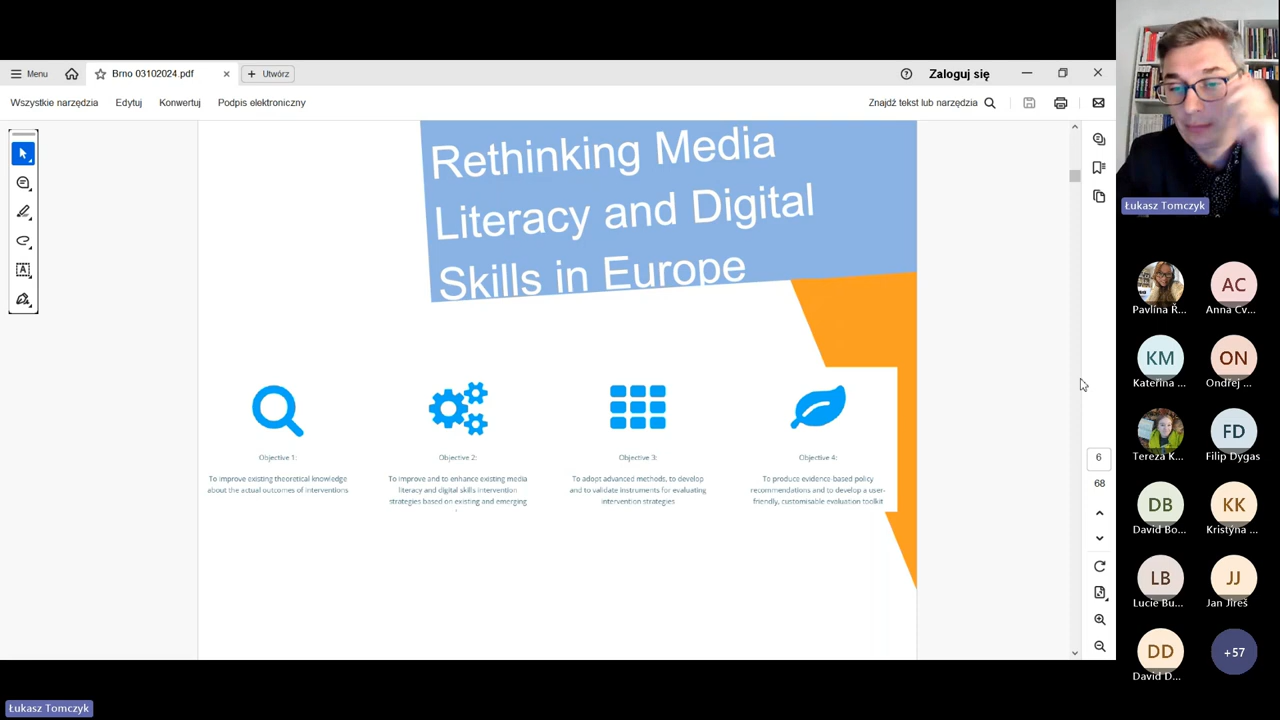 Menu
Brno 03102024.pdf
Utwórz
Zaloguj się
Wszystkie narzędzia
Edytuj
Konwertuj
Podpis elektroniczny
Znajdź tekst lub narzędzia
Rethinking Media
Literacy and Digital
Skills in Europe
Objective 1:
To improve existing theoretical knowledge
about the actual outcomes of interventions
Objective 2:
To improve and to enhance existing media
literacy and digital skills intervention
strategies based on existing and emerging
Objective 3:
To adopt advanced methods, to develop
and to validate instruments for evaluating
intervention strategies
Objective 4:
To produce evidence-based policy
recommendations and to develop a user-
friendly, customisable evaluation toolkit
6
68
Łukasz Tomczyk
Pavlína Ř...
AC
Anna Cv...
KM
Kateřina ...
ON
Ondřej ...
Tereza K...
FD
Filip Dygas
DB
David Bo...
KK
Kristýna ...
LB
Lucie Bu...
JJ
Jan Jireš
DD
David D...
+57
Łukasz Tomczyk